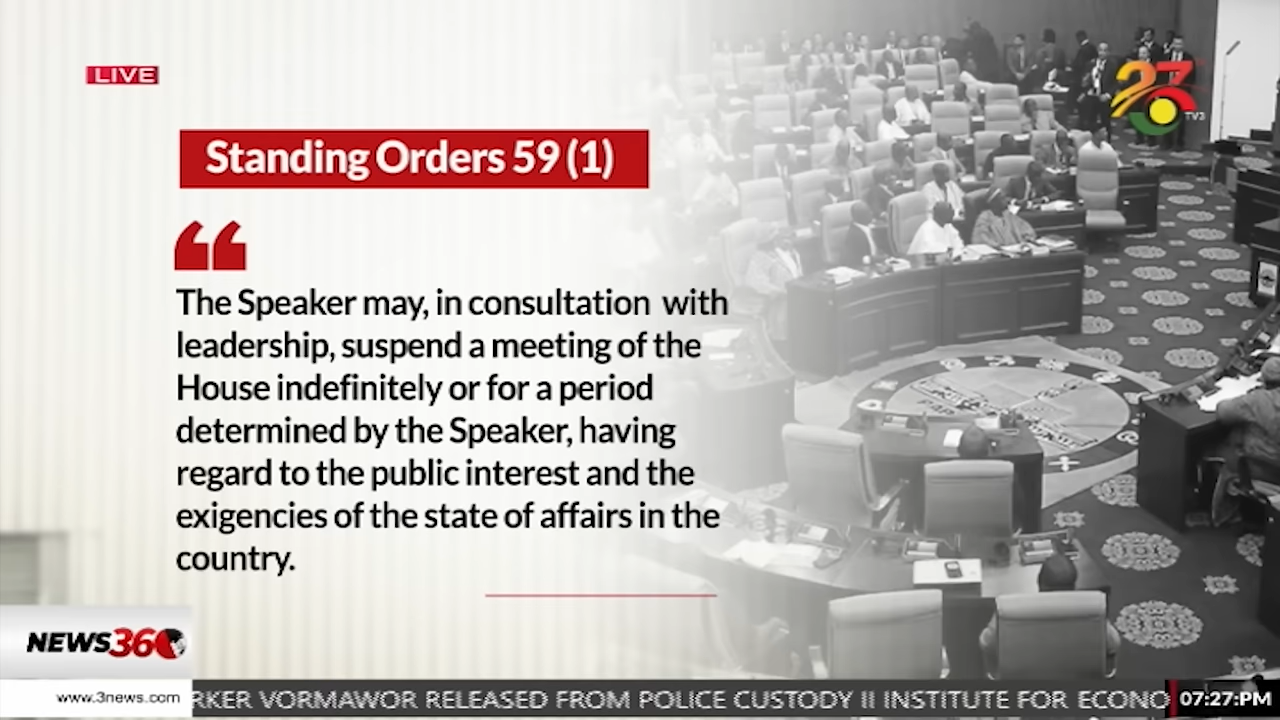 LIVE
23
TV3
Standing Orders 59 (1)
“
The Speaker may, in consultation with
leadership, suspend a meeting of the
House indefinitely or for a period
determined by the Speaker, having
regard to the public interest and the
exigencies of the state of affairs in the
country.
NEWS360
www.3news.com
RKER VORMAWOR RELEASED FROM POLICE CUSTODY II INSTITUTE FOR ECONO
07:27:PM